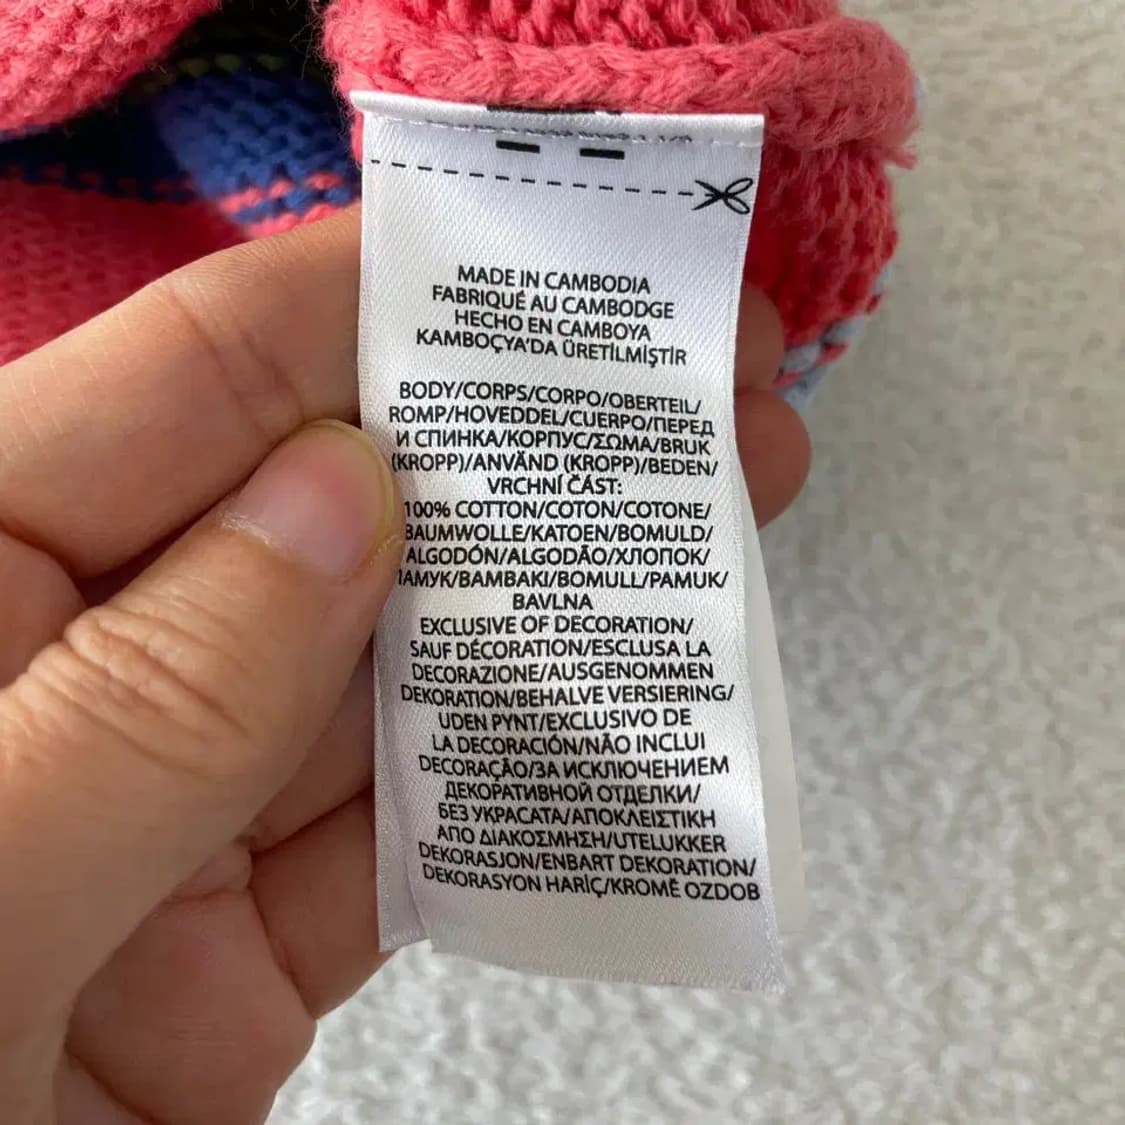 MADE IN CAMBODIA
FABRIQUÉ AU CAMBODGE
HECHO EN CAMBOYA
KAMBOÇYA'DA ÜRETİLMİŞTİR
BODY/CORPS/CORPO/OBERTEIL/
ROMP/HOVEDDEL/CUERPO/ПЕРЕД
И СПИНКА/КОРПУС/ΣΩΜΑ/BRUK
(KROPP)/ANVÄND (KROPP)/BEDEN/
VRCHNÍ ČÁST:
100% COTTON/COTON/COTONE/
BAUMWOLLE/KATOEN/BOMULD/
ALGODÓN/ALGODÃO/ХЛОПОК/
ПАМУК/BAMBAKI/BOMULL/PAMUK/
BAVLNA
EXCLUSIVE OF DECORATION/
SAUF DÉCORATION/ESCLUSA LA
DECORAZIONE/AUSGENOMMEN
DEKORATION/BEHALVE VERSIERING/
UDEN PYNT/EXCLUSIVO DE
LA DECORACIÓN/NÃO INCLUI
DECORAÇÃO/ЗА ИСКЛЮЧЕНИЕМ
ДЕКОРАТИВНОЙ ОТДЕЛКИ/
БЕЗ УКРАСАТА/ΑΠΟΚΛΕΙΣΤΙΚΗ
ΑΠΟ ΔΙΑΚΟΣΜΗΣΗ/UTELUKKER
DEKORASJON/ENBART DEKORATION/
DEKORASYON HARİÇ/KROMĚ OZDOB